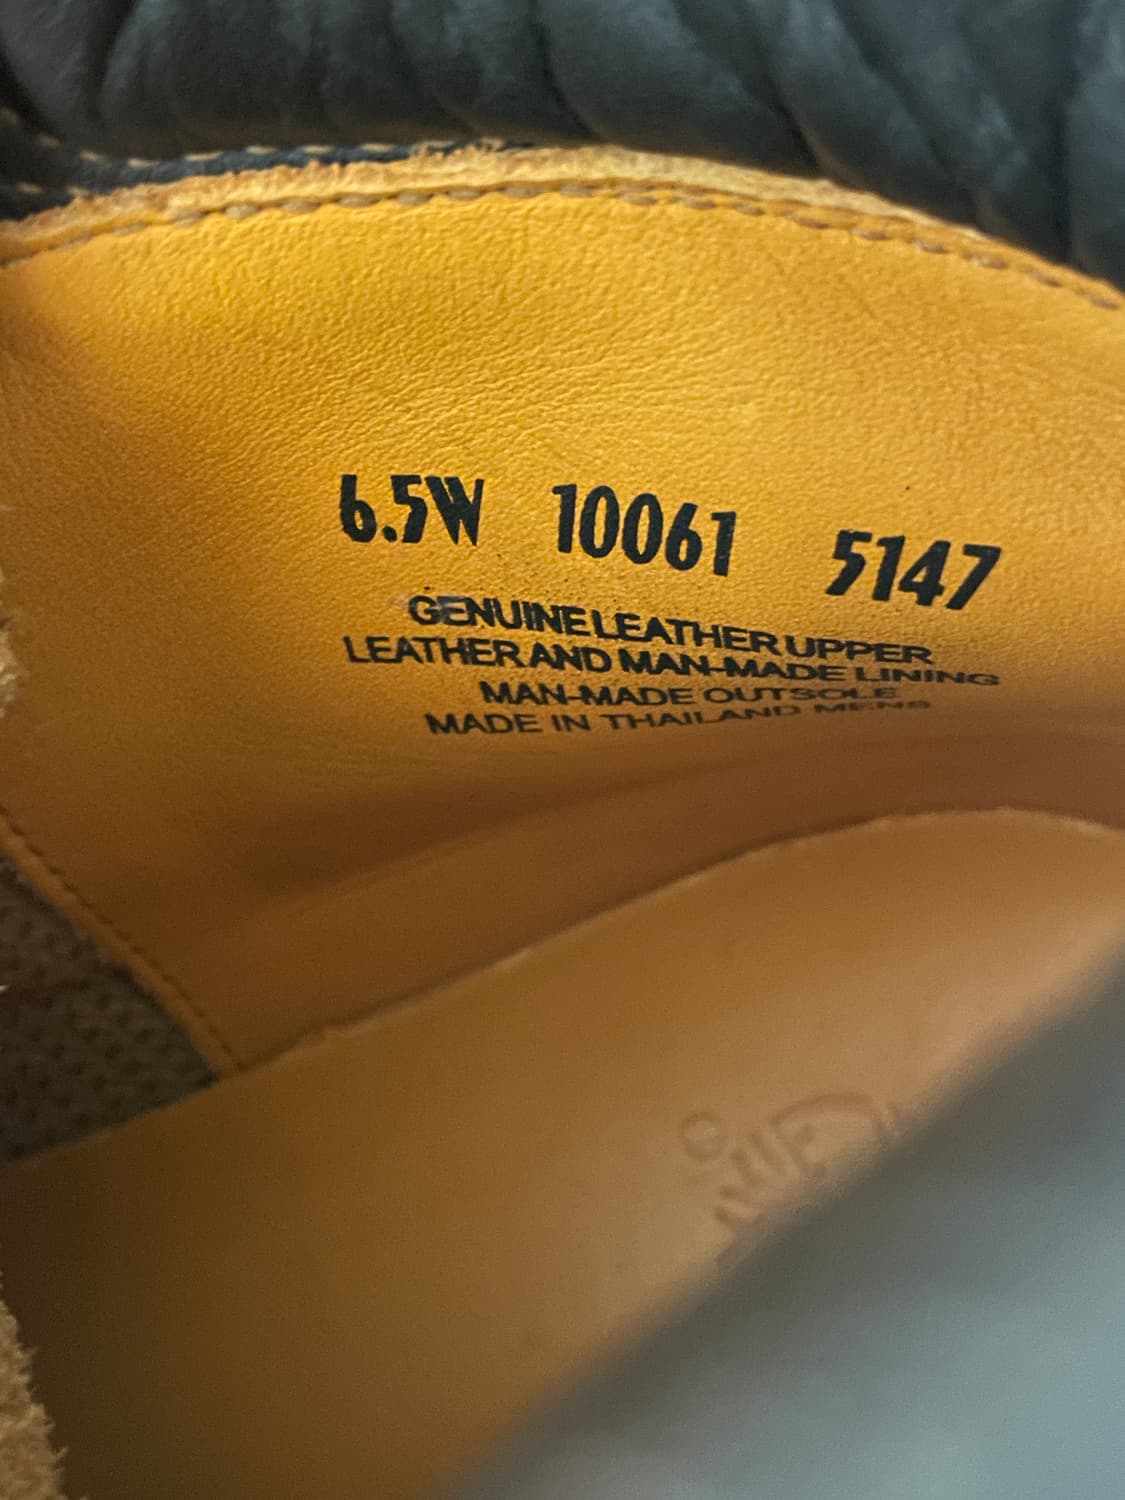 6.5W 10061 5147
GENUINE LEATHER UPPER
LEATHER AND MAN-MADE LINING
MAN-MADE OUTSOLE
MADE IN THAILAND MENS